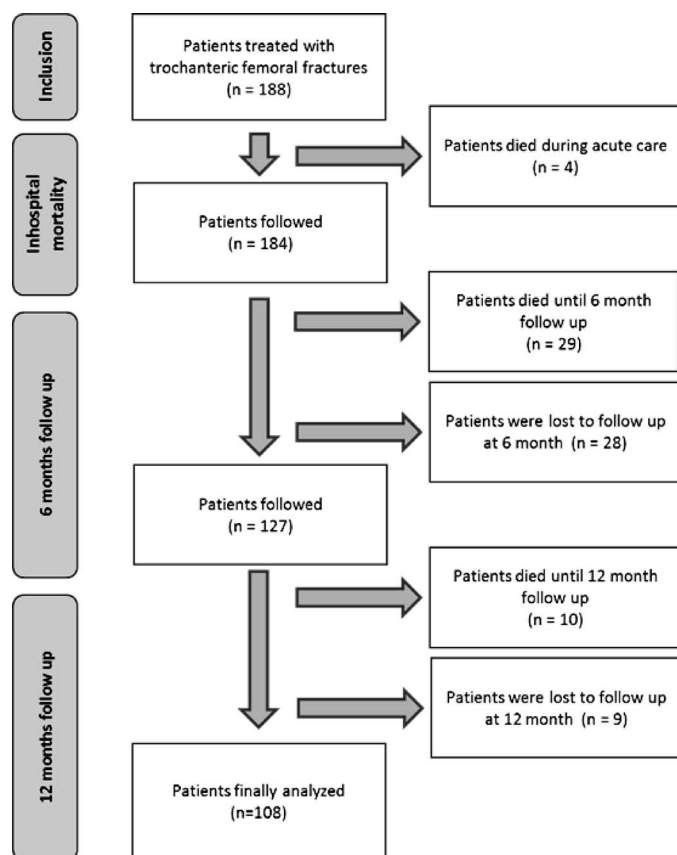 Inclusion
Patients treated with
trochanteric femoral fractures
(n = 188)
Inhospital
mortality
Patients died during acute care
(n = 4)
Patients followed
(n = 184)
6 months follow up
Patients died until 6 month
follow up
(n = 29)
Patients were lost to follow up
at 6 month (n = 28)
Patients followed
(n = 127)
12 months follow up
Patients died until 12 month
follow up
(n = 10)
Patients were lost to follow up
at 12 month (n = 9)
Patients finally analyzed
(n=108)